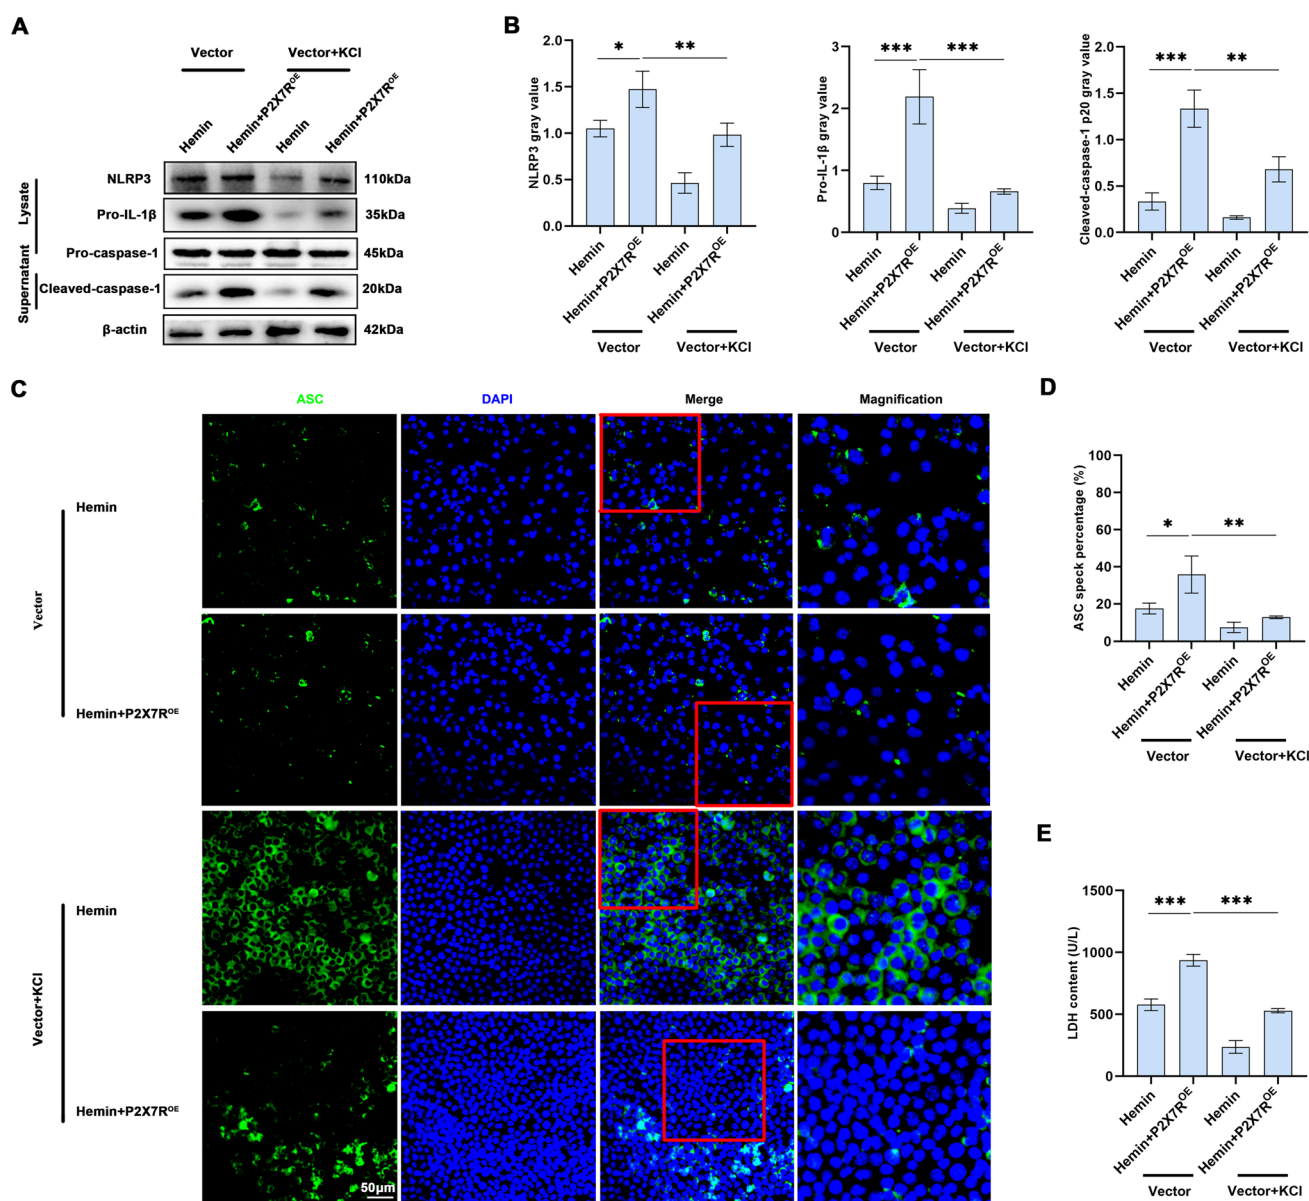 A
Vector
Vector+KCl
Hemin
Hemin+P2X7R^OE
Hemin
Hemin+P2X7R^OE
Lysate
Supernatant
NLRP3
110kDa
Pro-IL-1β
35kDa
Pro-caspase-1
45kDa
Cleaved-caspase-1
20kDa
β-actin
42kDa
B
NLRP3 gray value
2.0
1.5
1.0
0.5
0.0
*
**
Hemin
Hemin+P2X7R^OE
Hemin
Hemin+P2X7R^OE
Vector
Vector+KCl
Pro-IL-1β gray value
3
2
1
0
***
***
Hemin
Hemin+P2X7R^OE
Hemin
Hemin+P2X7R^OE
Vector
Vector+KCl
Cleaved-caspase-1 p20 gray value
2.0
1.5
1.0
0.5
0.0
***
**
Hemin
Hemin+P2X7R^OE
Hemin
Hemin+P2X7R^OE
Vector
Vector+KCl
C
ASC
DAPI
Merge
Magnification
Vector
Hemin
Hemin+P2X7R^OE
Vector+KCl
Hemin
Hemin+P2X7R^OE
50μm
D
ASC speck percentage (%)
100
80
60
40
20
0
*
**
Hemin
Hemin+P2X7R^OE
Hemin
Hemin+P2X7R^OE
Vector
Vector+KCl
E
LDH content (U/L)
1500
1000
500
0
***
***
Hemin
Hemin+P2X7R^OE
Hemin
Hemin+P2X7R^OE
Vector
Vector+KCl